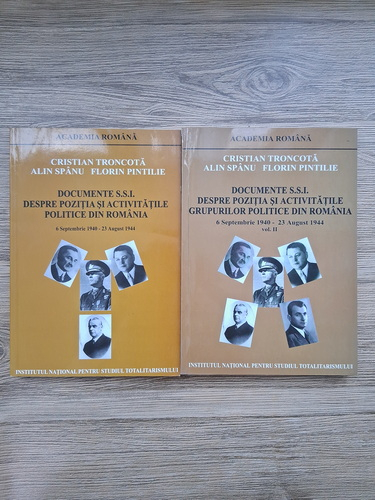 ACADEMIA ROMÂNĂ
CRISTIAN TRONCOTĂ
ALIN SPÂNU FLORIN PINTILIE
DOCUMENTE S.S.I.
DESPRE POZIȚIA ȘI ACTIVITĂȚILE
POLITICE DIN ROMÂNIA
6 Septembrie 1940 - 23 August 1944
INSTITUTUL NAȚIONAL PENTRU STUDIUL TOTALITARISMULUI
ACADEMIA ROMÂNĂ
CRISTIAN TRONCOTĂ
ALIN SPÂNU FLORIN PINTILIE
DOCUMENTE S.S.I.
DESPRE POZIȚIA ȘI ACTIVITĂȚILE
GRUPURILOR POLITICE DIN ROMÂNIA
6 Septembrie 1940 - 23 August 1944
vol. II
INSTITUTUL NAȚIONAL PENTRU STUDIUL TOTALITARISMULUI